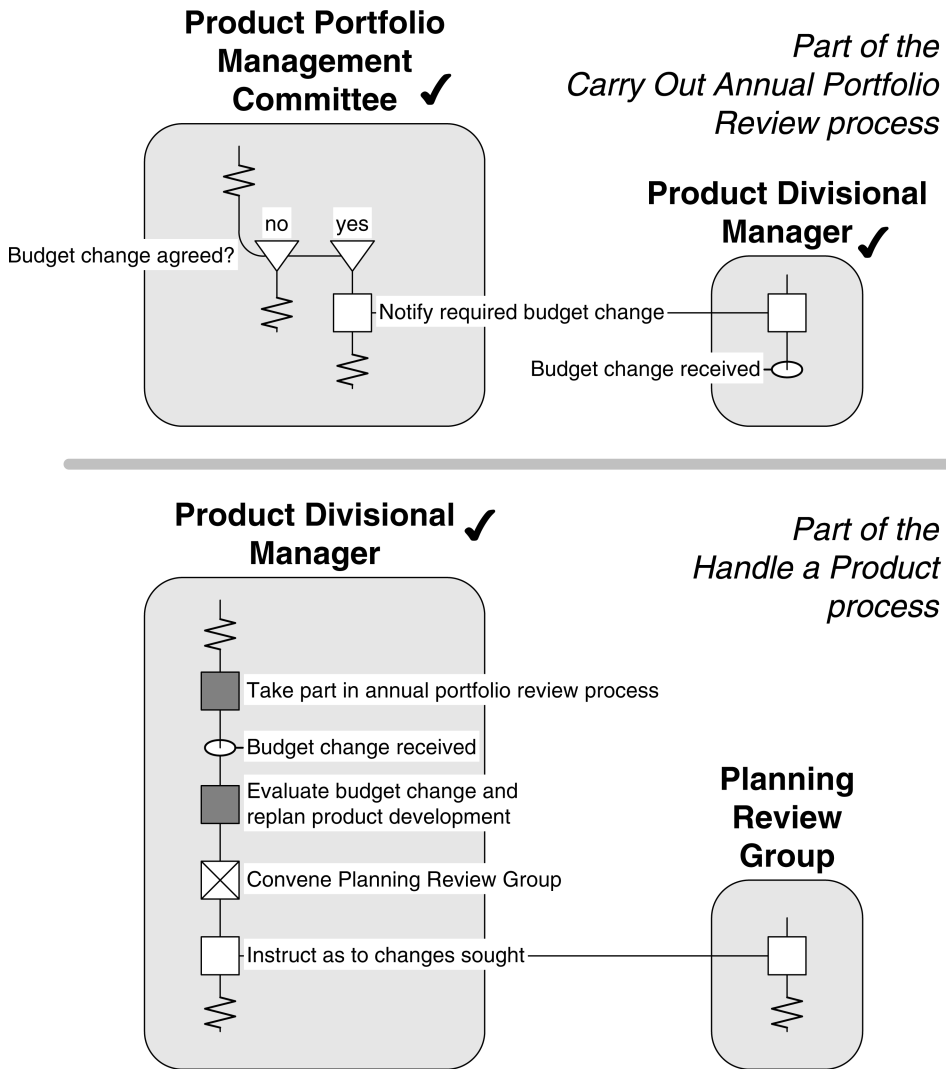 Product Portfolio
Management
Committee
Part of the
Carry Out Annual Portfolio
Review process
Product Divisional
Manager
no
yes
Budget change agreed?
Notify required budget change
Budget change received
Product Divisional
Manager
Part of the
Handle a Product
process
Take part in annual portfolio review process
Budget change received
Evaluate budget change and
replan product development
Planning
Review
Group
Convene Planning Review Group
Instruct as to changes sought